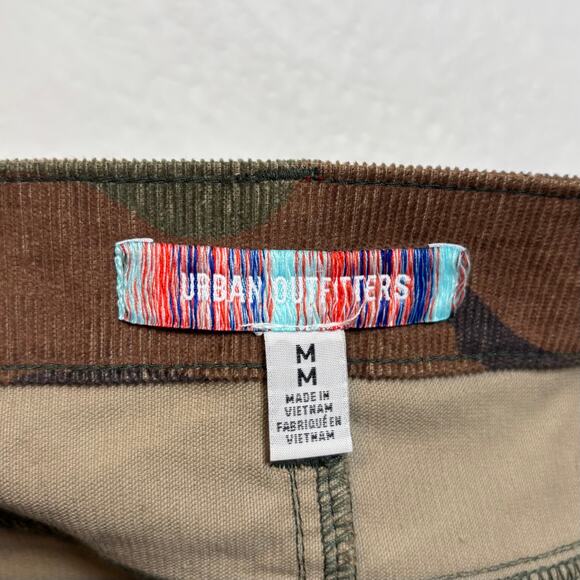 URBAN OUTFITTERS
M
M
MADE IN
VIETNAM
FABRIQUÉ EN
VIETNAM